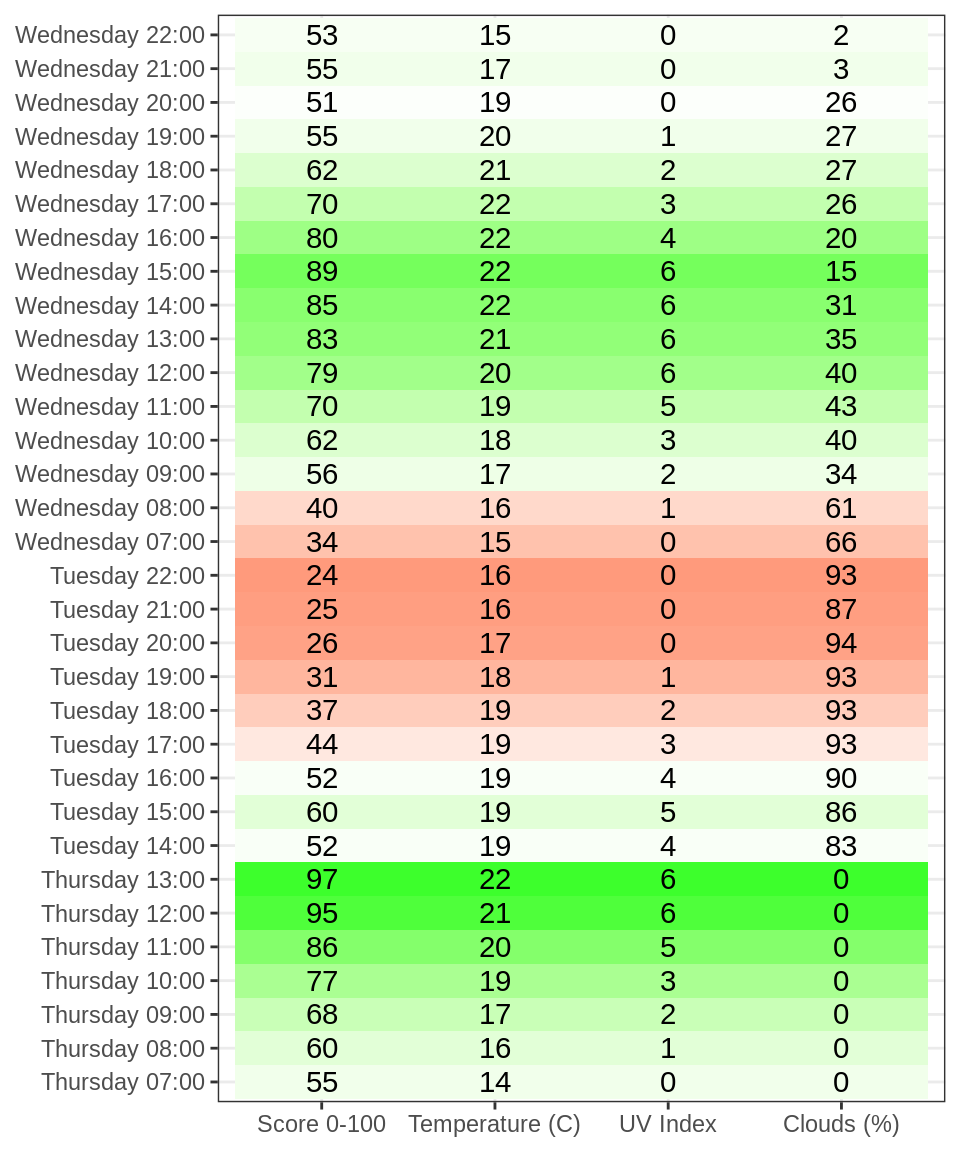 Wednesday 22:00 53 15 0 2
Wednesday 21:00 55 17 0 3
Wednesday 20:00 51 19 0 26
Wednesday 19:00 55 20 1 27
Wednesday 18:00 62 21 2 27
Wednesday 17:00 70 22 3 26
Wednesday 16:00 80 22 4 20
Wednesday 15:00 89 22 6 15
Wednesday 14:00 85 22 6 31
Wednesday 13:00 83 21 6 35
Wednesday 12:00 79 20 6 40
Wednesday 11:00 70 19 5 43
Wednesday 10:00 62 18 3 40
Wednesday 09:00 56 17 2 34
Wednesday 08:00 40 16 1 61
Wednesday 07:00 34 15 0 66
Tuesday 22:00 24 16 0 93
Tuesday 21:00 25 16 0 87
Tuesday 20:00 26 17 0 94
Tuesday 19:00 31 18 1 93
Tuesday 18:00 37 19 2 93
Tuesday 17:00 44 19 3 93
Tuesday 16:00 52 19 4 90
Tuesday 15:00 60 19 5 86
Tuesday 14:00 52 19 4 83
Thursday 13:00 97 22 6 0
Thursday 12:00 95 21 6 0
Thursday 11:00 86 20 5 0
Thursday 10:00 77 19 3 0
Thursday 09:00 68 17 2 0
Thursday 08:00 60 16 1 0
Thursday 07:00 55 14 0 0
Score 0-100 Temperature (C) UV Index Clouds (%)